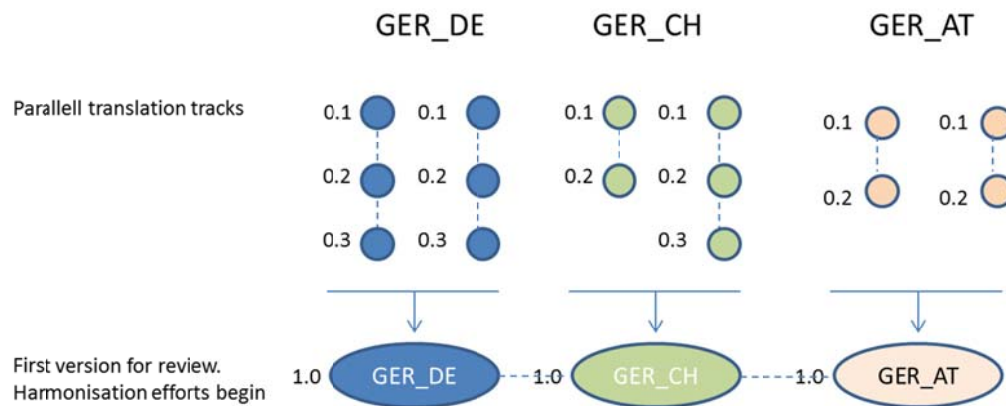 GER_DE GER_CH GER_AT
Parallell translation tracks
0.1 0.1 0.1 0.1 0.1 0.1
0.2 0.2 0.2 0.2 0.2 0.2
0.3 0.3 0.3
First version for review.
Harmonisation efforts begin
1.0 GER_DE 1.0 GER_CH 1.0 GER_AT